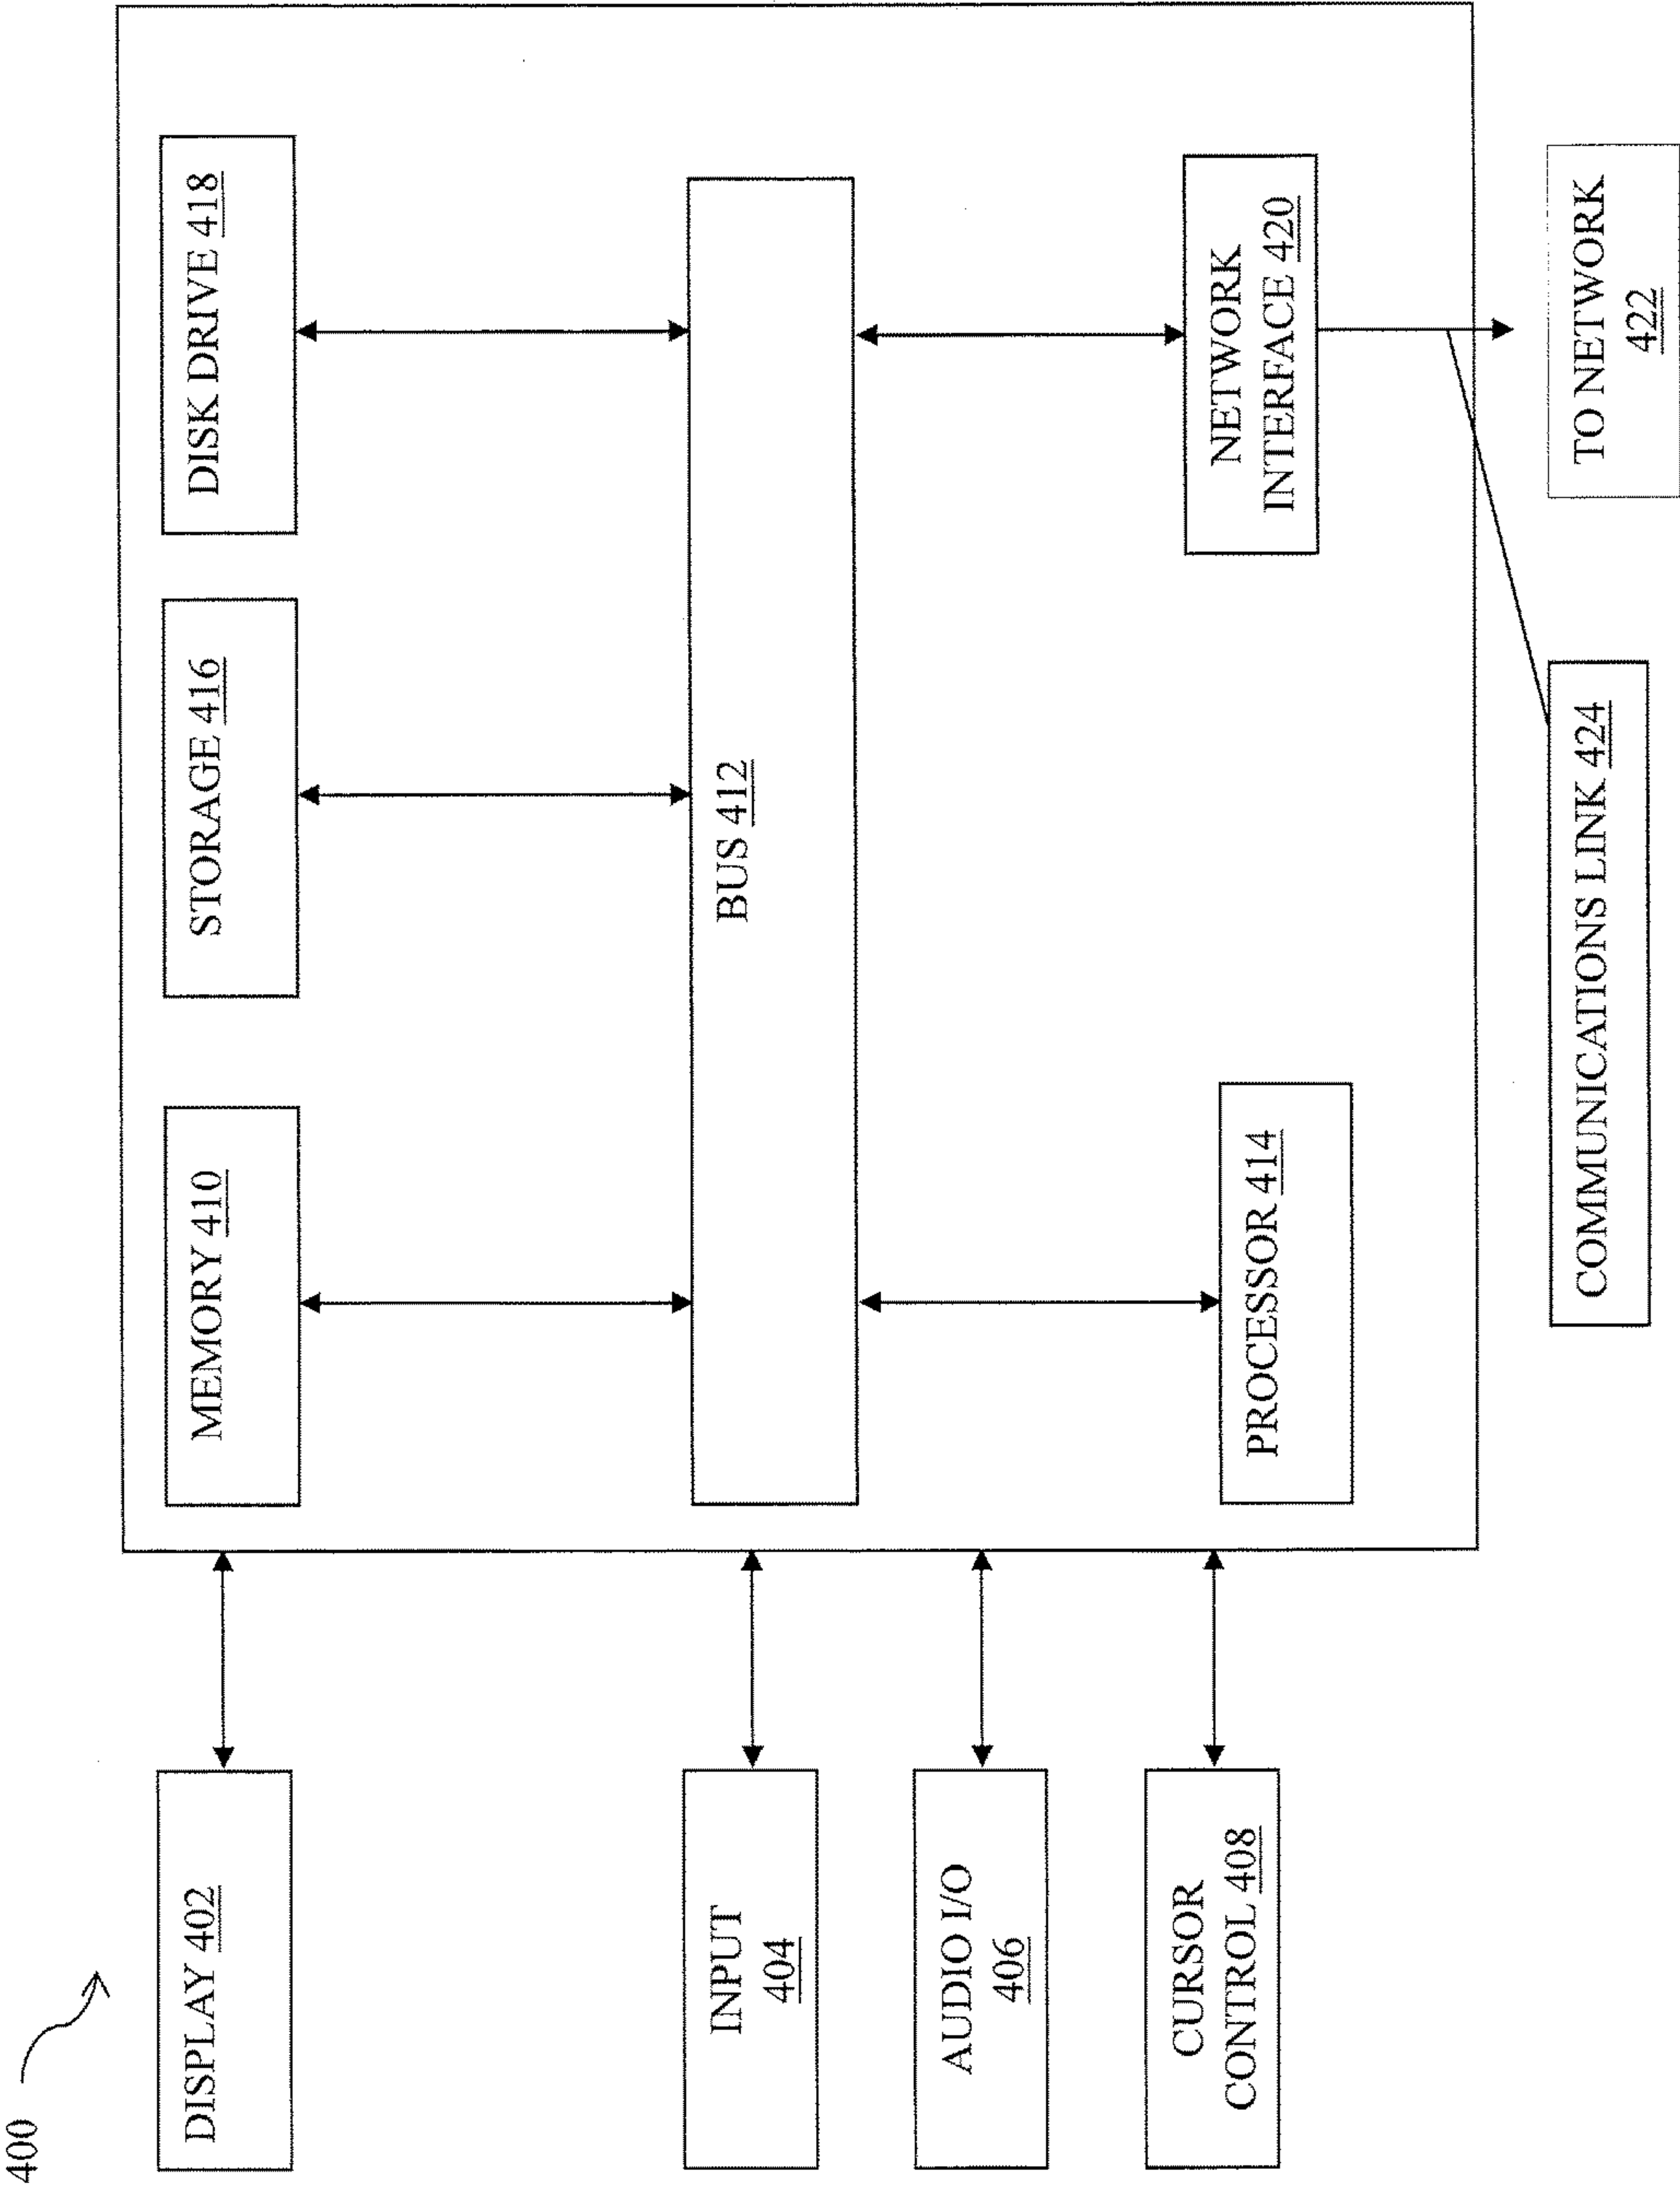 400
DISPLAY 402
MEMORY 410
STORAGE 416
DISK DRIVE 418
INPUT
404
BUS 412
AUDIO I/O
406
CURSOR
CONTROL 408
PROCESSOR 414
NETWORK
INTERFACE 420
COMMUNICATIONS LINK 424
TO NETWORK
422